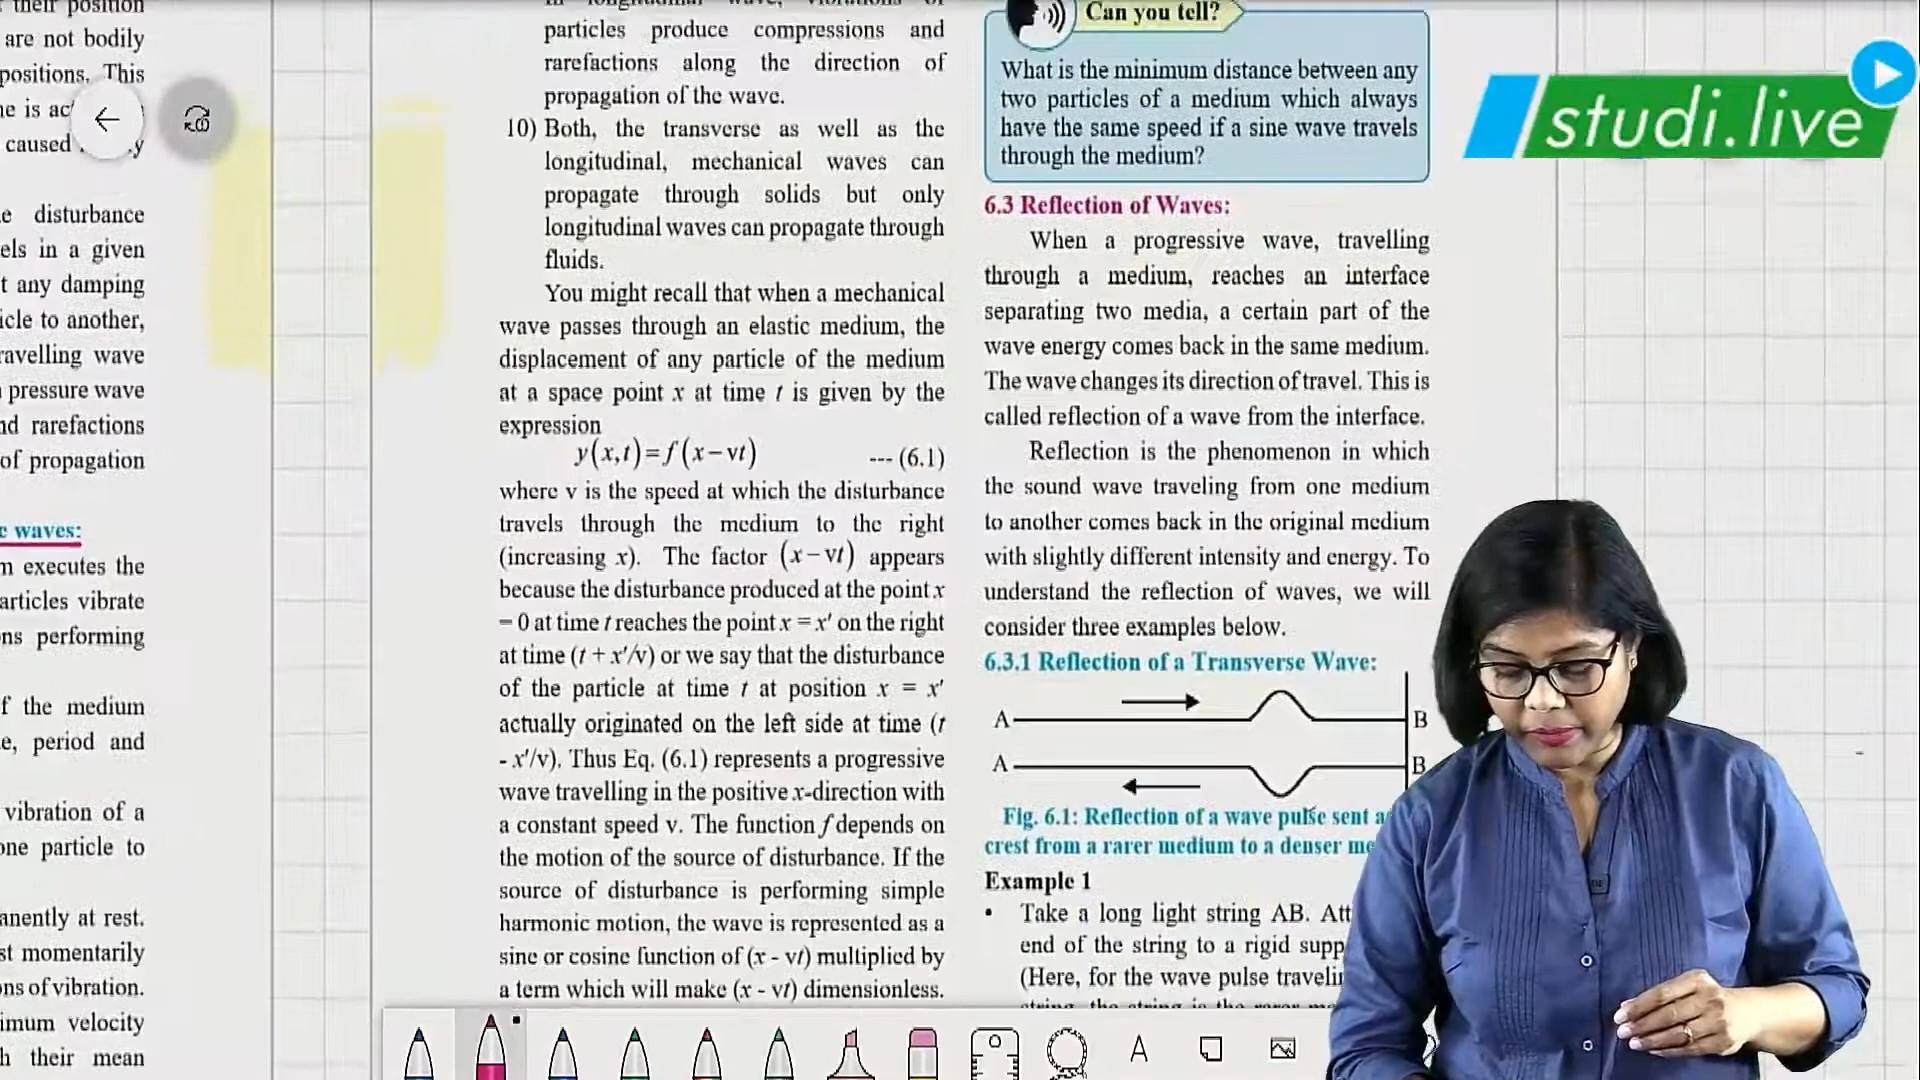 their position
are not bodily
positions. This
ne is
caused
e disturbance
els in a given
t any damping
icle to another,
ravelling wave
pressure wave
nd rarefactions
of propagation
c waves:
m executes the
articles vibrate
ns performing
f the medium
e, period and
vibration of a
one particle to
anently at rest.
st momentarily
ons of vibration.
imum velocity
h their mean
particles produce compressions and
rarefactions along the direction of
propagation of the wave.
10) Both, the transverse as well as the
longitudinal, mechanical waves can
propagate through solids but only
longitudinal waves can propagate through
fluids.
You might recall that when a mechanical
wave passes through an elastic medium, the
displacement of any particle of the medium
at a space point x at time t is given by the
expression
y(x,t)=f(x−vt) --- (6.1)
where v is the speed at which the disturbance
travels through the medium to the right
(increasing x). The factor (x−vt) appears
because the disturbance produced at the point x
= 0 at time t reaches the point x = x′ on the right
at time (t + x′/v) or we say that the disturbance
of the particle at time t at position x = x′
actually originated on the left side at time (t
- x′/v). Thus Eq. (6.1) represents a progressive
wave travelling in the positive x-direction with
a constant speed v. The function f depends on
the motion of the source of disturbance. If the
source of disturbance is performing simple
harmonic motion, the wave is represented as a
sine or cosine function of (x - vt) multiplied by
a term which will make (x - vt) dimensionless.
Can you tell?
What is the minimum distance between any
two particles of a medium which always
have the same speed if a sine wave travels
through the medium?
6.3 Reflection of Waves:
When a progressive wave, travelling
through a medium, reaches an interface
separating two media, a certain part of the
wave energy comes back in the same medium.
The wave changes its direction of travel. This is
called reflection of a wave from the interface.
Reflection is the phenomenon in which
the sound wave traveling from one medium
to another comes back in the original medium
with slightly different intensity and energy. To
understand the reflection of waves, we will
consider three examples below.
6.3.1 Reflection of a Transverse Wave:
A B
A B
Fig. 6.1: Reflection of a wave pulse sent a
crest from a rarer medium to a denser me
Example 1
• Take a long light string AB. Att
end of the string to a rigid supp
(Here, for the wave pulse traveli
studi.live
A